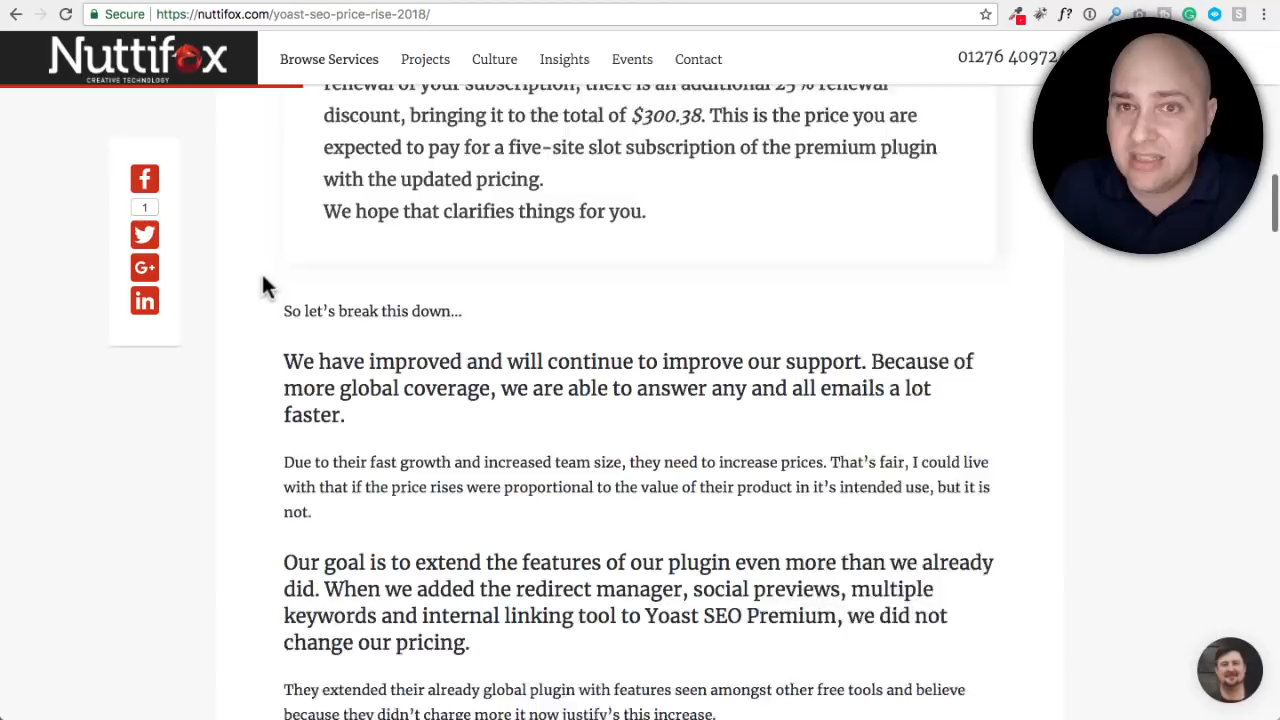 Secure https://nuttifox.com/yoast-seo-price-rise-2018/
Nuttifox
CREATIVE TECHNOLOGY
Browse Services Projects Culture Insights Events Contact
01276 40972
renewal of your subscription, there is an additional 25% renewal
discount, bringing it to the total of $300.38. This is the price you are
expected to pay for a five-site slot subscription of the premium plugin
with the updated pricing.
We hope that clarifies things for you.
1
So let's break this down...
We have improved and will continue to improve our support. Because of
more global coverage, we are able to answer any and all emails a lot
faster.
Due to their fast growth and increased team size, they need to increase prices. That's fair, I could live
with that if the price rises were proportional to the value of their product in it's intended use, but it is
not.
Our goal is to extend the features of our plugin even more than we already
did. When we added the redirect manager, social previews, multiple
keywords and internal linking tool to Yoast SEO Premium, we did not
change our pricing.
They extended their already global plugin with features seen amongst other free tools and believe
because they didn't charge more it now justify's this increase.